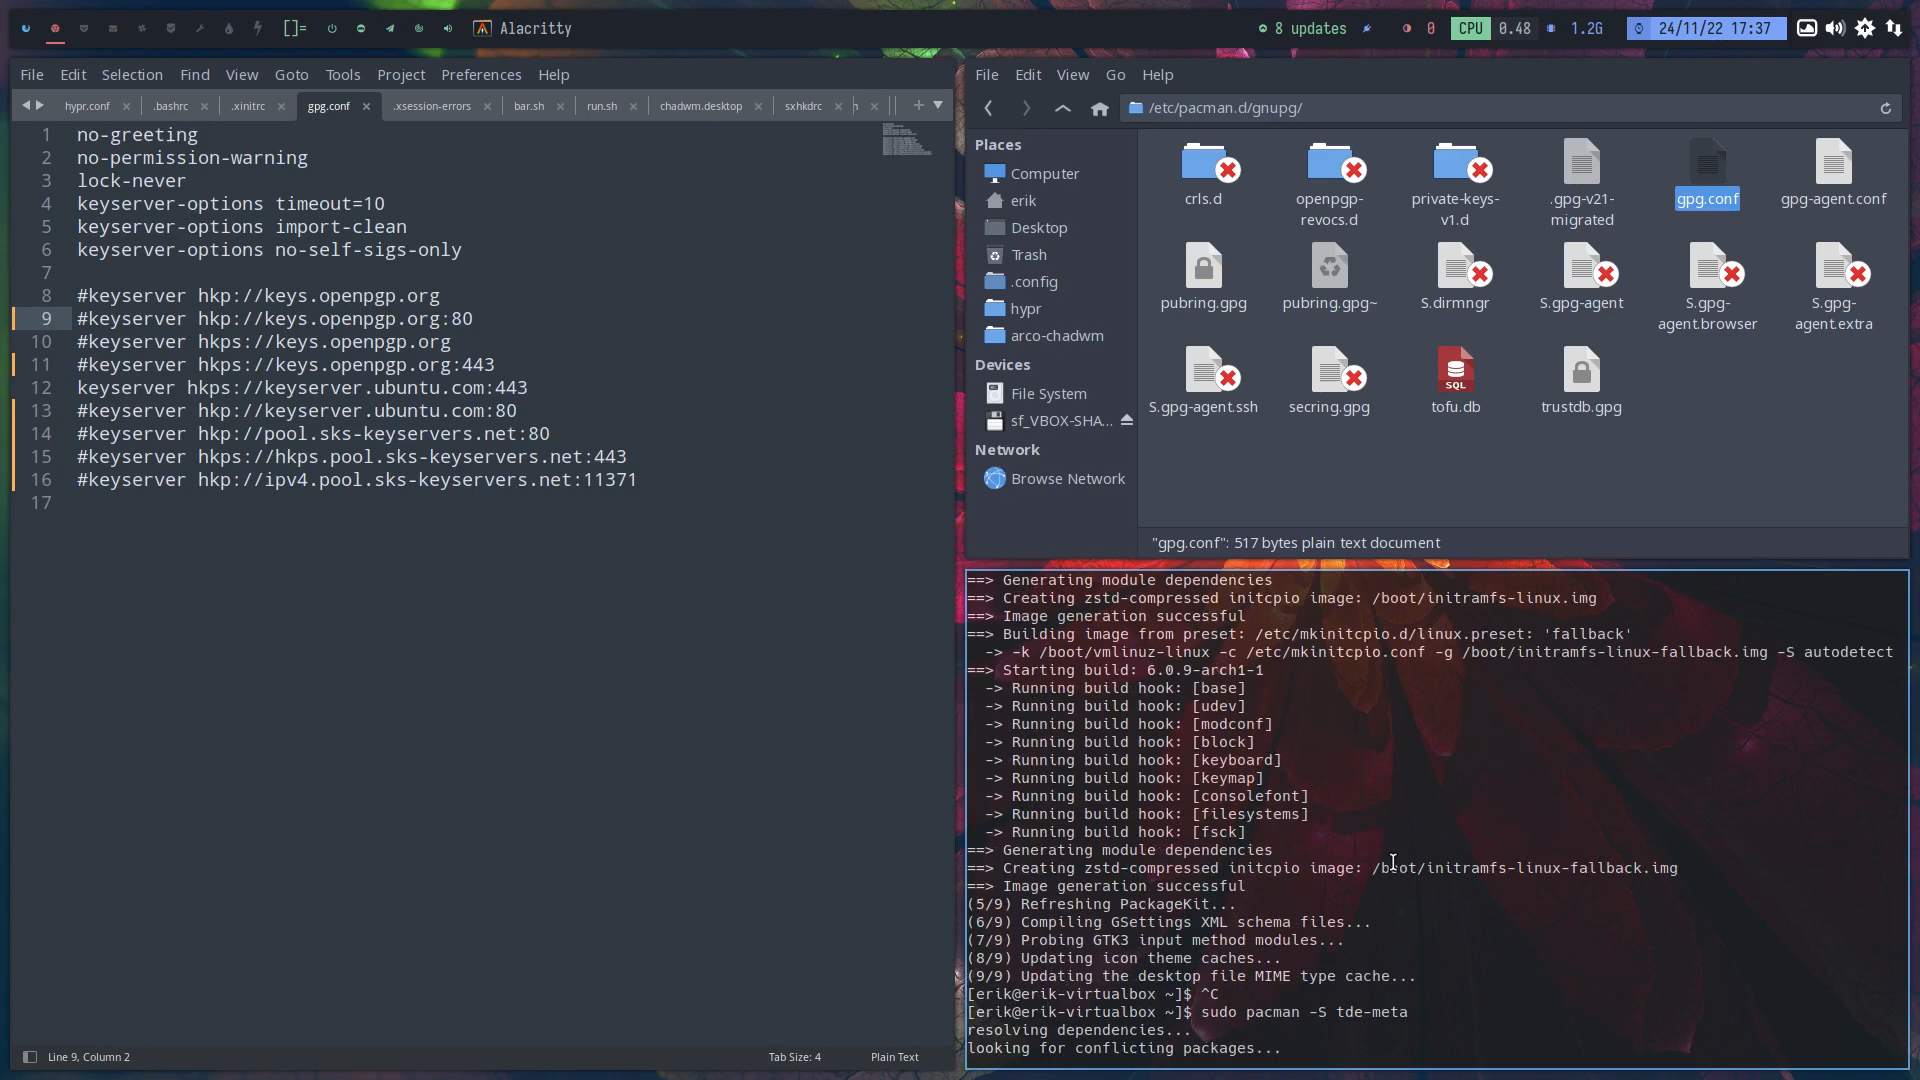 []= Alacritty 8 updates 0 CPU 0.48 1.2G 24/11/22 17:37
File Edit Selection Find View Goto Tools Project Preferences Help
hypr.conf .bashrc .xinitrc gpg.conf .xsession-errors bar.sh run.sh chadwm.desktop sxhkdrc
1 no-greeting
2 no-permission-warning
3 lock-never
4 keyserver-options timeout=10
5 keyserver-options import-clean
6 keyserver-options no-self-sigs-only
7
8 #keyserver hkp://keys.openpgp.org
9 #keyserver hkp://keys.openpgp.org:80
10 #keyserver hkps://keys.openpgp.org
11 #keyserver hkps://keys.openpgp.org:443
12 keyserver hkps://keyserver.ubuntu.com:443
13 #keyserver hkp://keyserver.ubuntu.com:80
14 #keyserver hkp://pool.sks-keyservers.net:80
15 #keyserver hkps://hkps.pool.sks-keyservers.net:443
16 #keyserver hkp://ipv4.pool.sks-keyservers.net:11371
17
Line 9, Column 2 Tab Size: 4 Plain Text
File Edit View Go Help
/etc/pacman.d/gnupg/
Places
Computer
erik
Desktop
Trash
.config
hypr
arco-chadwm
Devices
File System
sf_VBOX-SHA...
Network
Browse Network
crls.d
openpgp-
revocs.d
private-keys-
v1.d
.gpg-v21-
migrated
gpg.conf
gpg-agent.conf
pubring.gpg
pubring.gpg~
S.dirmngr
S.gpg-agent
S.gpg-
agent.browser
S.gpg-
agent.extra
S.gpg-agent.ssh
secring.gpg
SQL
tofu.db
trustdb.gpg
"gpg.conf": 517 bytes plain text document
==> Generating module dependencies
==> Creating zstd-compressed initcpio image: /boot/initramfs-linux.img
==> Image generation successful
==> Building image from preset: /etc/mkinitcpio.d/linux.preset: 'fallback'
-> -k /boot/vmlinuz-linux -c /etc/mkinitcpio.conf -g /boot/initramfs-linux-fallback.img -S autodetect
==> Starting build: 6.0.9-arch1-1
-> Running build hook: [base]
-> Running build hook: [udev]
-> Running build hook: [modconf]
-> Running build hook: [block]
-> Running build hook: [keyboard]
-> Running build hook: [keymap]
-> Running build hook: [consolefont]
-> Running build hook: [filesystems]
-> Running build hook: [fsck]
==> Generating module dependencies
==> Creating zstd-compressed initcpio image: /boot/initramfs-linux-fallback.img
==> Image generation successful
(5/9) Refreshing PackageKit...
(6/9) Compiling GSettings XML schema files...
(7/9) Probing GTK3 input method modules...
(8/9) Updating icon theme caches...
(9/9) Updating the desktop file MIME type cache...
[erik@erik-virtualbox ~]$ ^C
[erik@erik-virtualbox ~]$ sudo pacman -S tde-meta
resolving dependencies...
looking for conflicting packages...